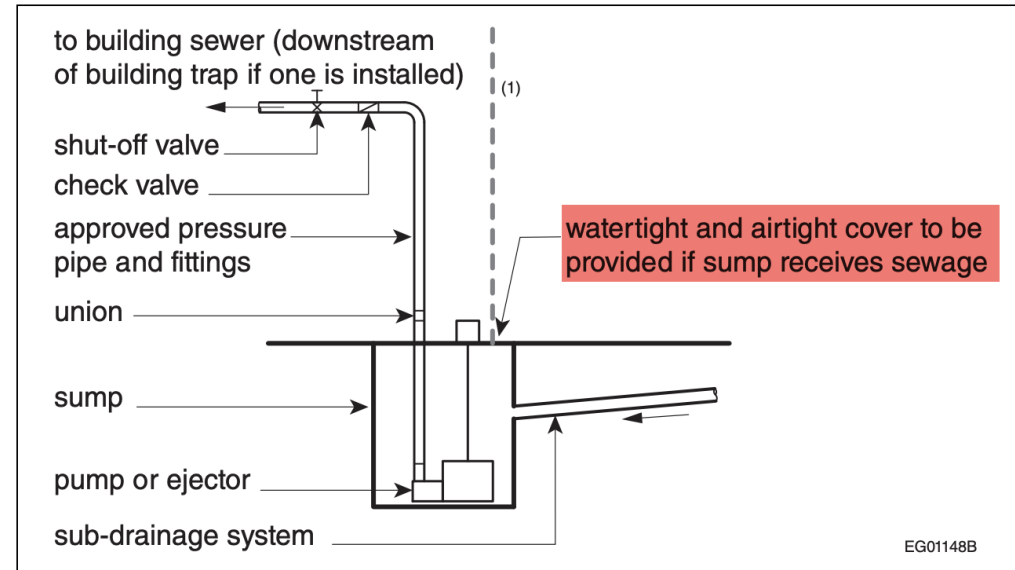 to building sewer (downstream
of building trap if one is installed)
(1)
shut-off valve
check valve
approved pressure
pipe and fittings
watertight and airtight cover to be
provided if sump receives sewage
union
sump
pump or ejector
sub-drainage system
EG01148B